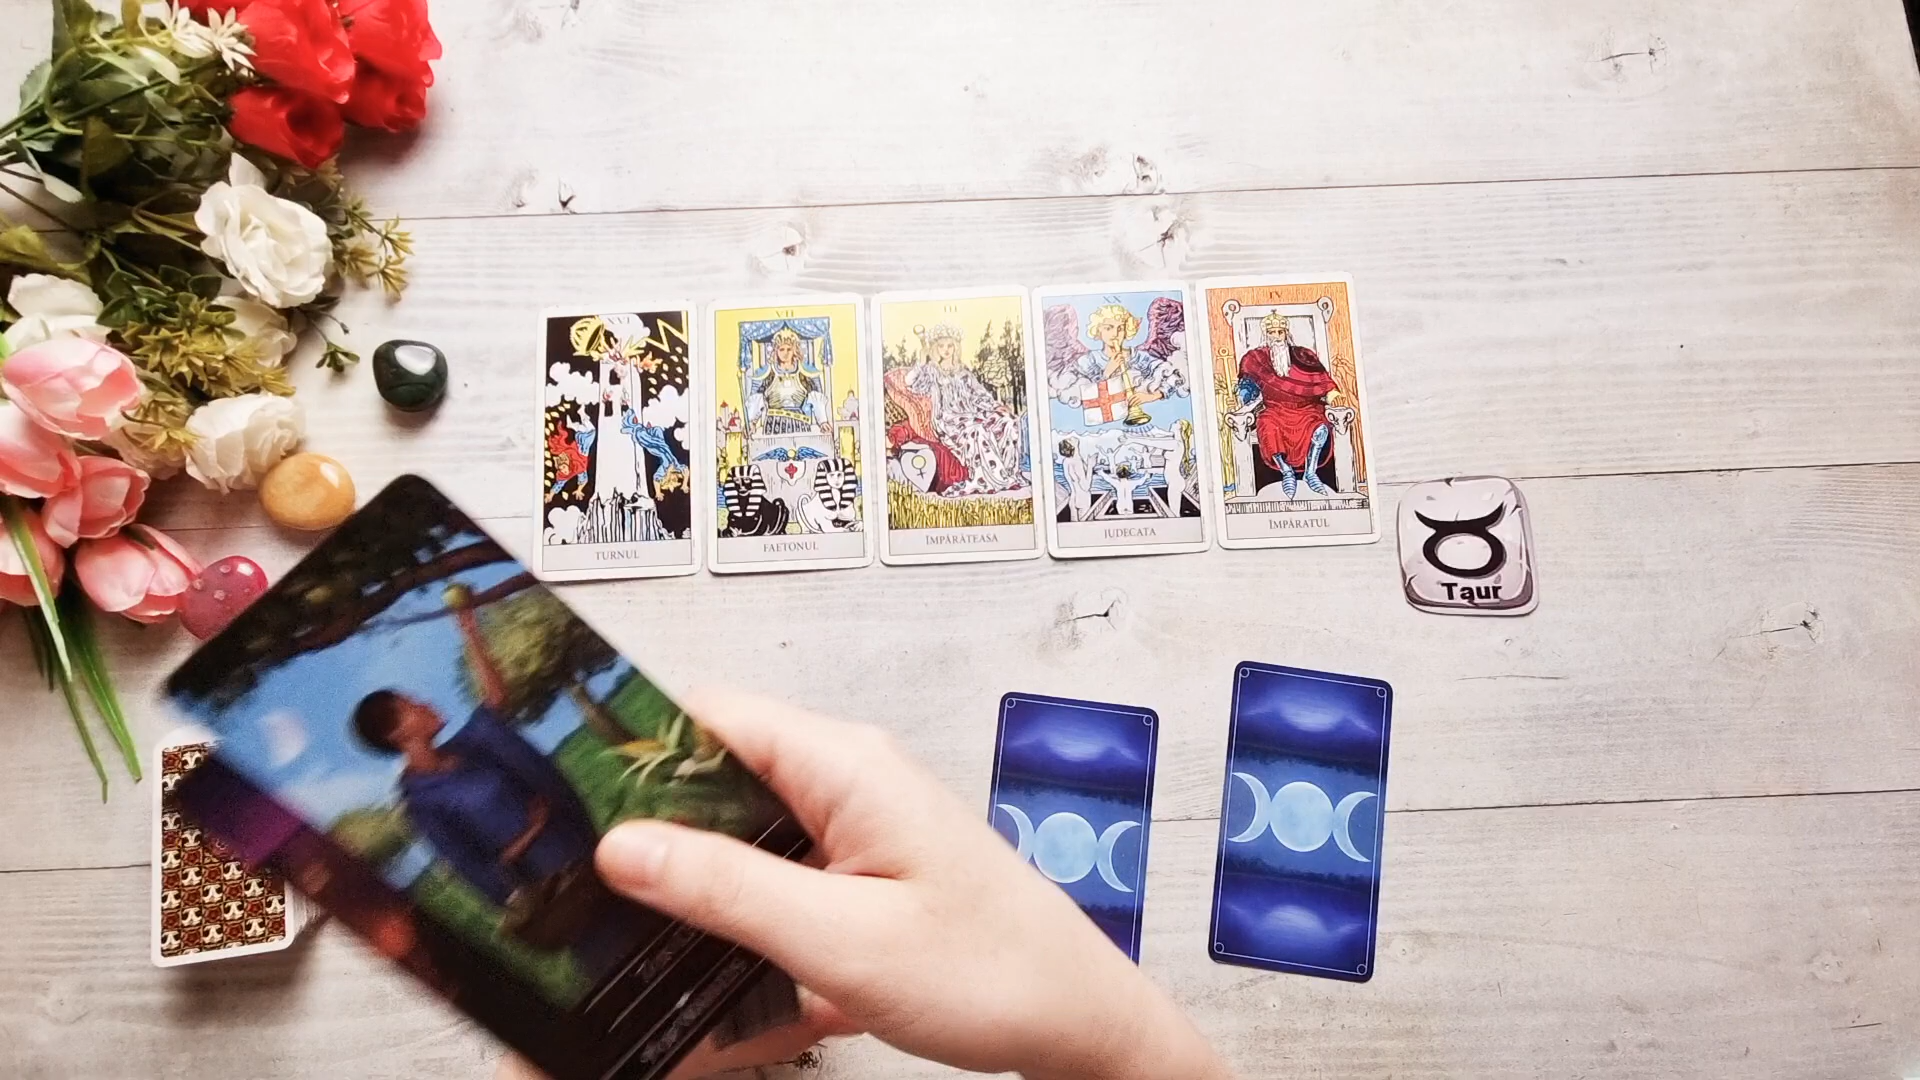 XVI
VII
III
XX
IV
TURNUL
FAETONUL
ÎMPĂRĂTEASA
JUDECATA
ÎMPĂRATUL
Taur